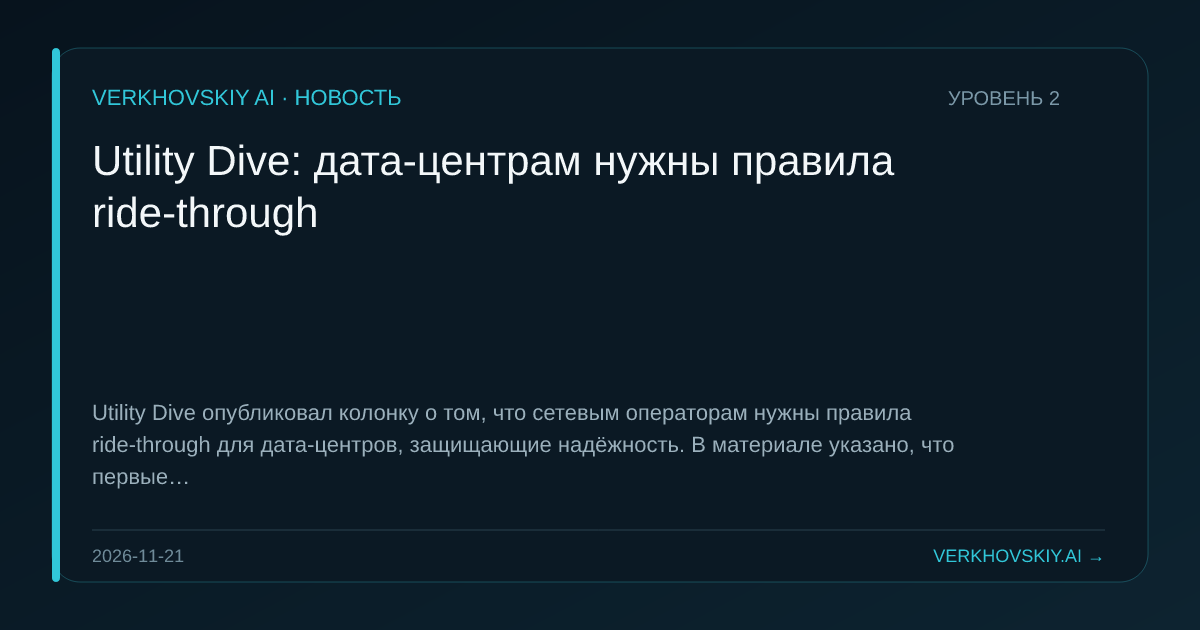 VERKHOVSKIY AI · НОВОСТЬ
УРОВЕНЬ 2
Utility Dive: дата-центрам нужны правила
ride-through
Utility Dive опубликовал колонку о том, что сетевым операторам нужны правила
ride-through для дата-центров, защищающие надёжность. В материале указано, что
первые…
2026-11-21
VERKHOVSKIY.AI →